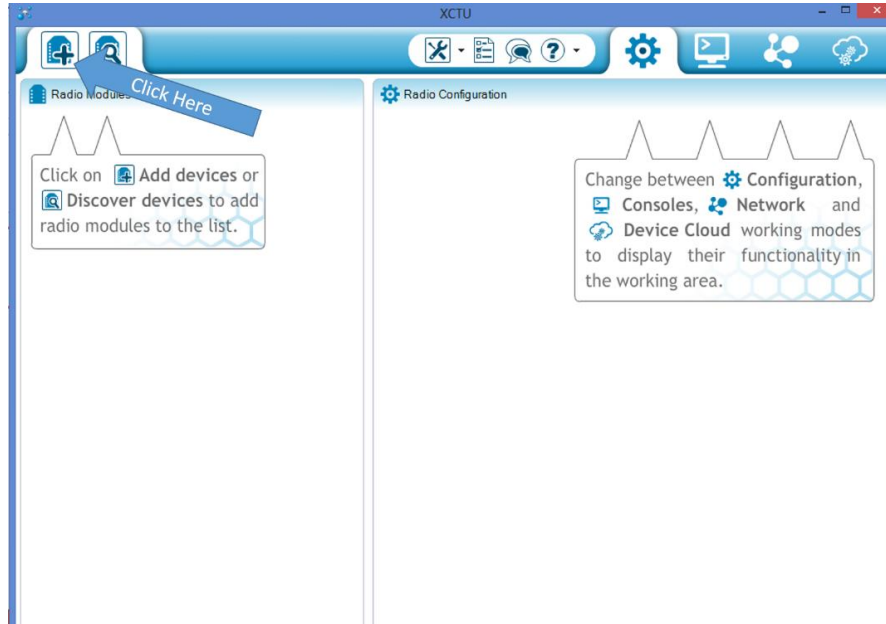 XCTU
Click Here
Radio Modules
Radio Configuration
Click on Add devices or
Discover devices to add
radio modules to the list.
Change between Configuration,
Consoles, Network and
Device Cloud working modes
to display their functionality in
the working area.